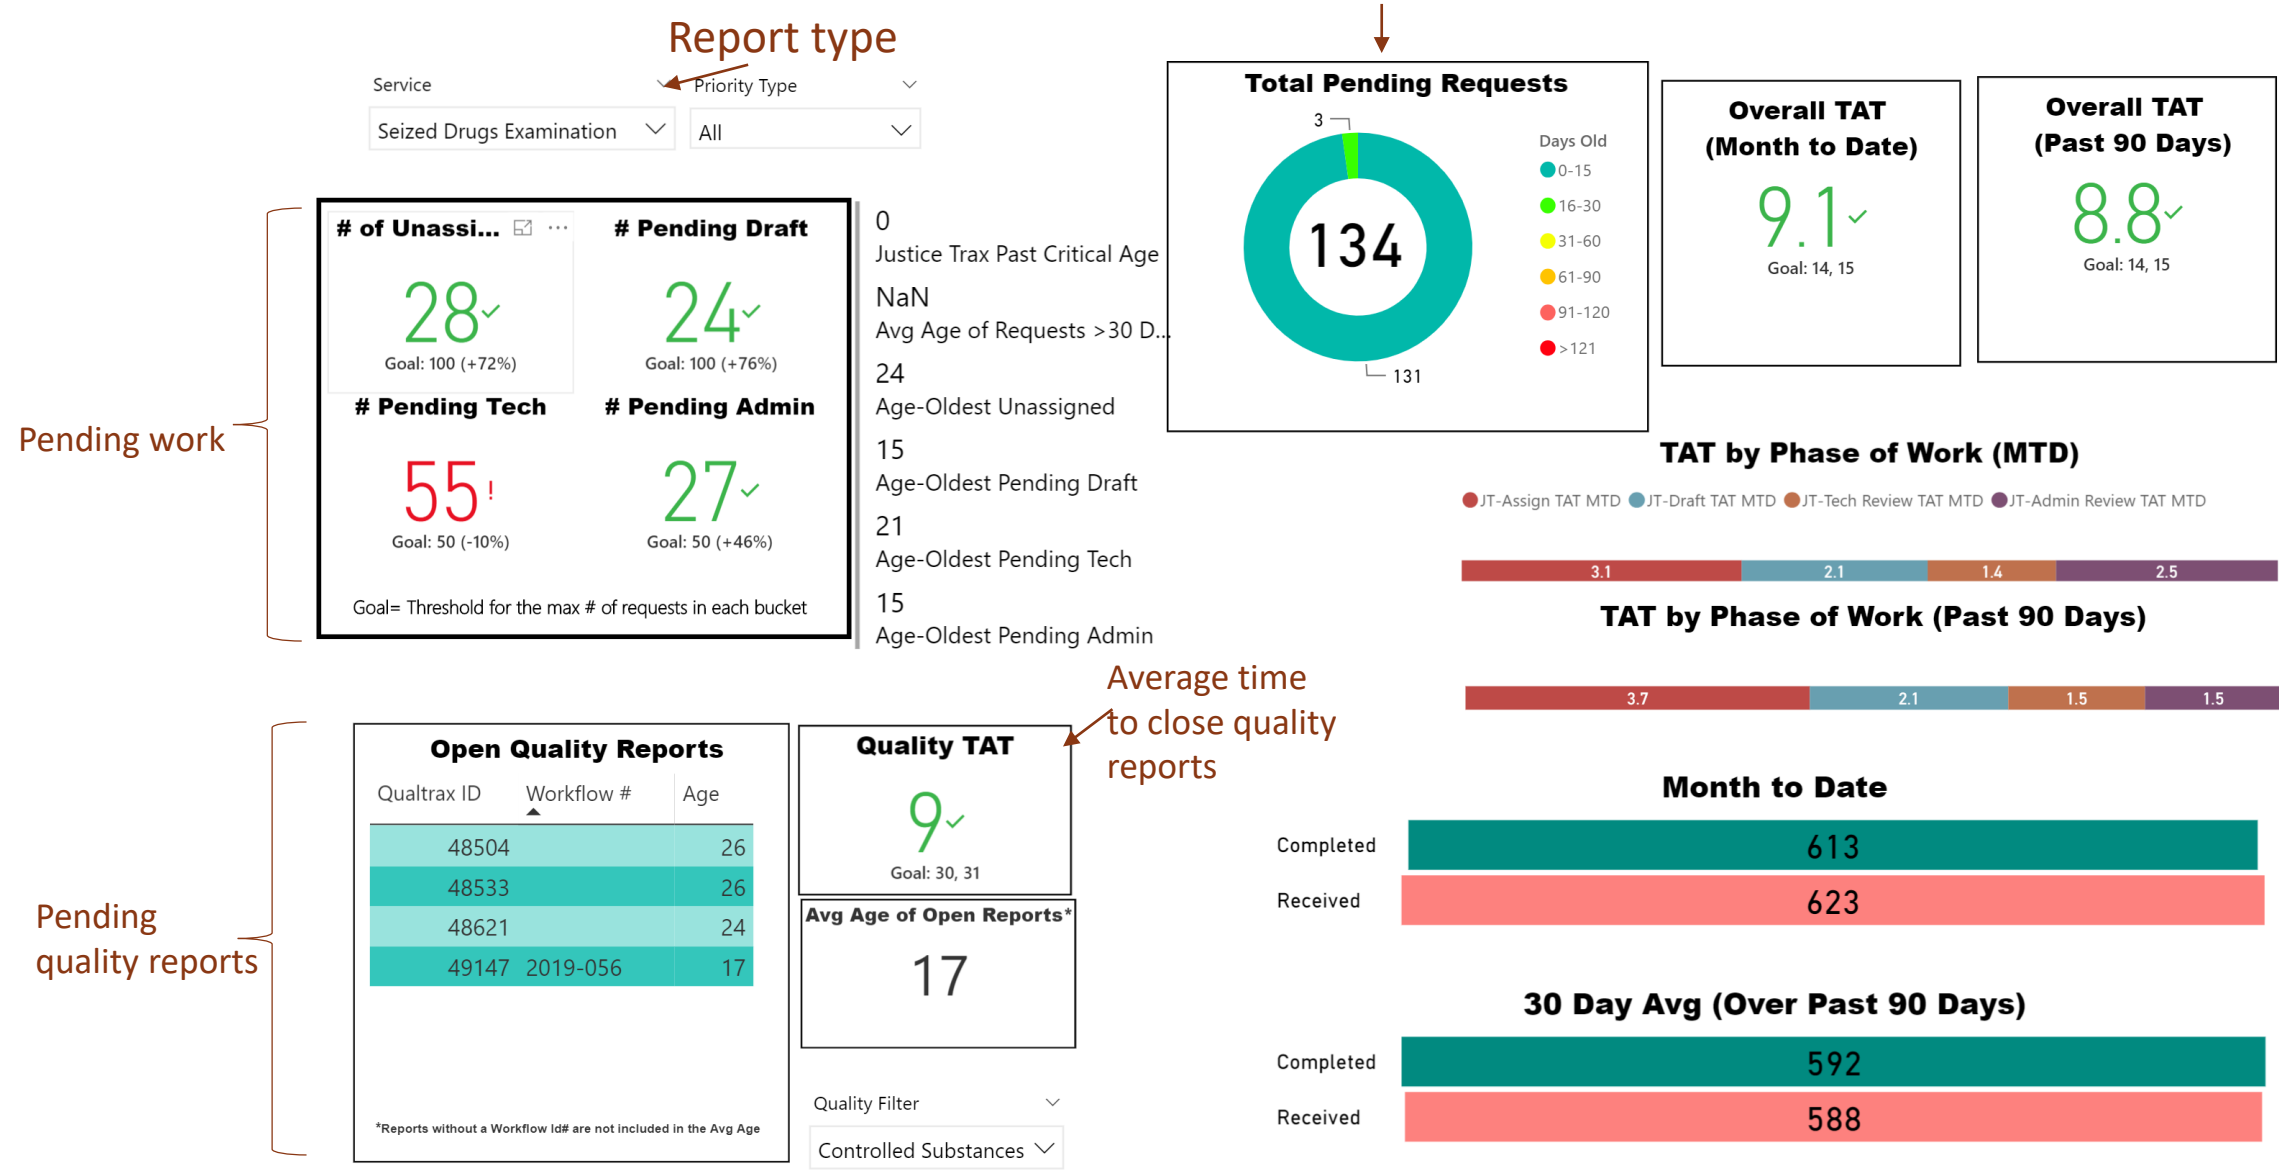 Report type
Service
Priority Type
Seized Drugs Examination
All
# of Unassi... ...
# Pending Draft
28
Goal: 100 (+72%)
24
Goal: 100 (+76%)
# Pending Tech
# Pending Admin
55!
Goal: 50 (-10%)
27
Goal: 50 (+46%)
Goal= Threshold for the max # of requests in each bucket
Pending work
0
Justice Trax Past Critical Age
NaN
Avg Age of Requests >30 D...
24
Age-Oldest Unassigned
15
Age-Oldest Pending Draft
21
Age-Oldest Pending Tech
15
Age-Oldest Pending Admin
Total Pending Requests
3
134
131
Days Old
0-15
16-30
31-60
61-90
91-120
>121
Overall TAT
(Month to Date)
9.1
Goal: 14, 15
Overall TAT
(Past 90 Days)
8.8
Goal: 14, 15
TAT by Phase of Work (MTD)
JT-Assign TAT MTD JT-Draft TAT MTD JT-Tech Review TAT MTD JT-Admin Review TAT MTD
3.1 2.1 1.4 2.5
TAT by Phase of Work (Past 90 Days)
3.7 2.1 1.5 1.5
Pending
quality reports
Open Quality Reports
Qualtrax ID Workflow # Age
48504 26
48533 26
48621 24
49147 2019-056 17
*Reports without a Workflow Id# are not included in the Avg Age
Quality TAT
9
Goal: 30, 31
Average time
to close quality
reports
Avg Age of Open Reports*
17
Quality Filter
Controlled Substances
Month to Date
Completed 613
Received 623
30 Day Avg (Over Past 90 Days)
Completed 592
Received 588